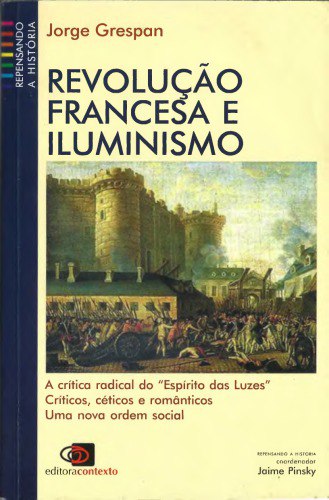 REPENSANDO
A HISTÓRIA
Jorge Grespan
REVOLUÇÃO
FRANCESA E
ILUMINISMO
A crítica radical do "Espírito das Luzes"
Críticos, céticos e românticos
Uma nova ordem social
REPENSANDO A HISTÓRIA
coordenador
Jaime Pinsky
editoracontexto